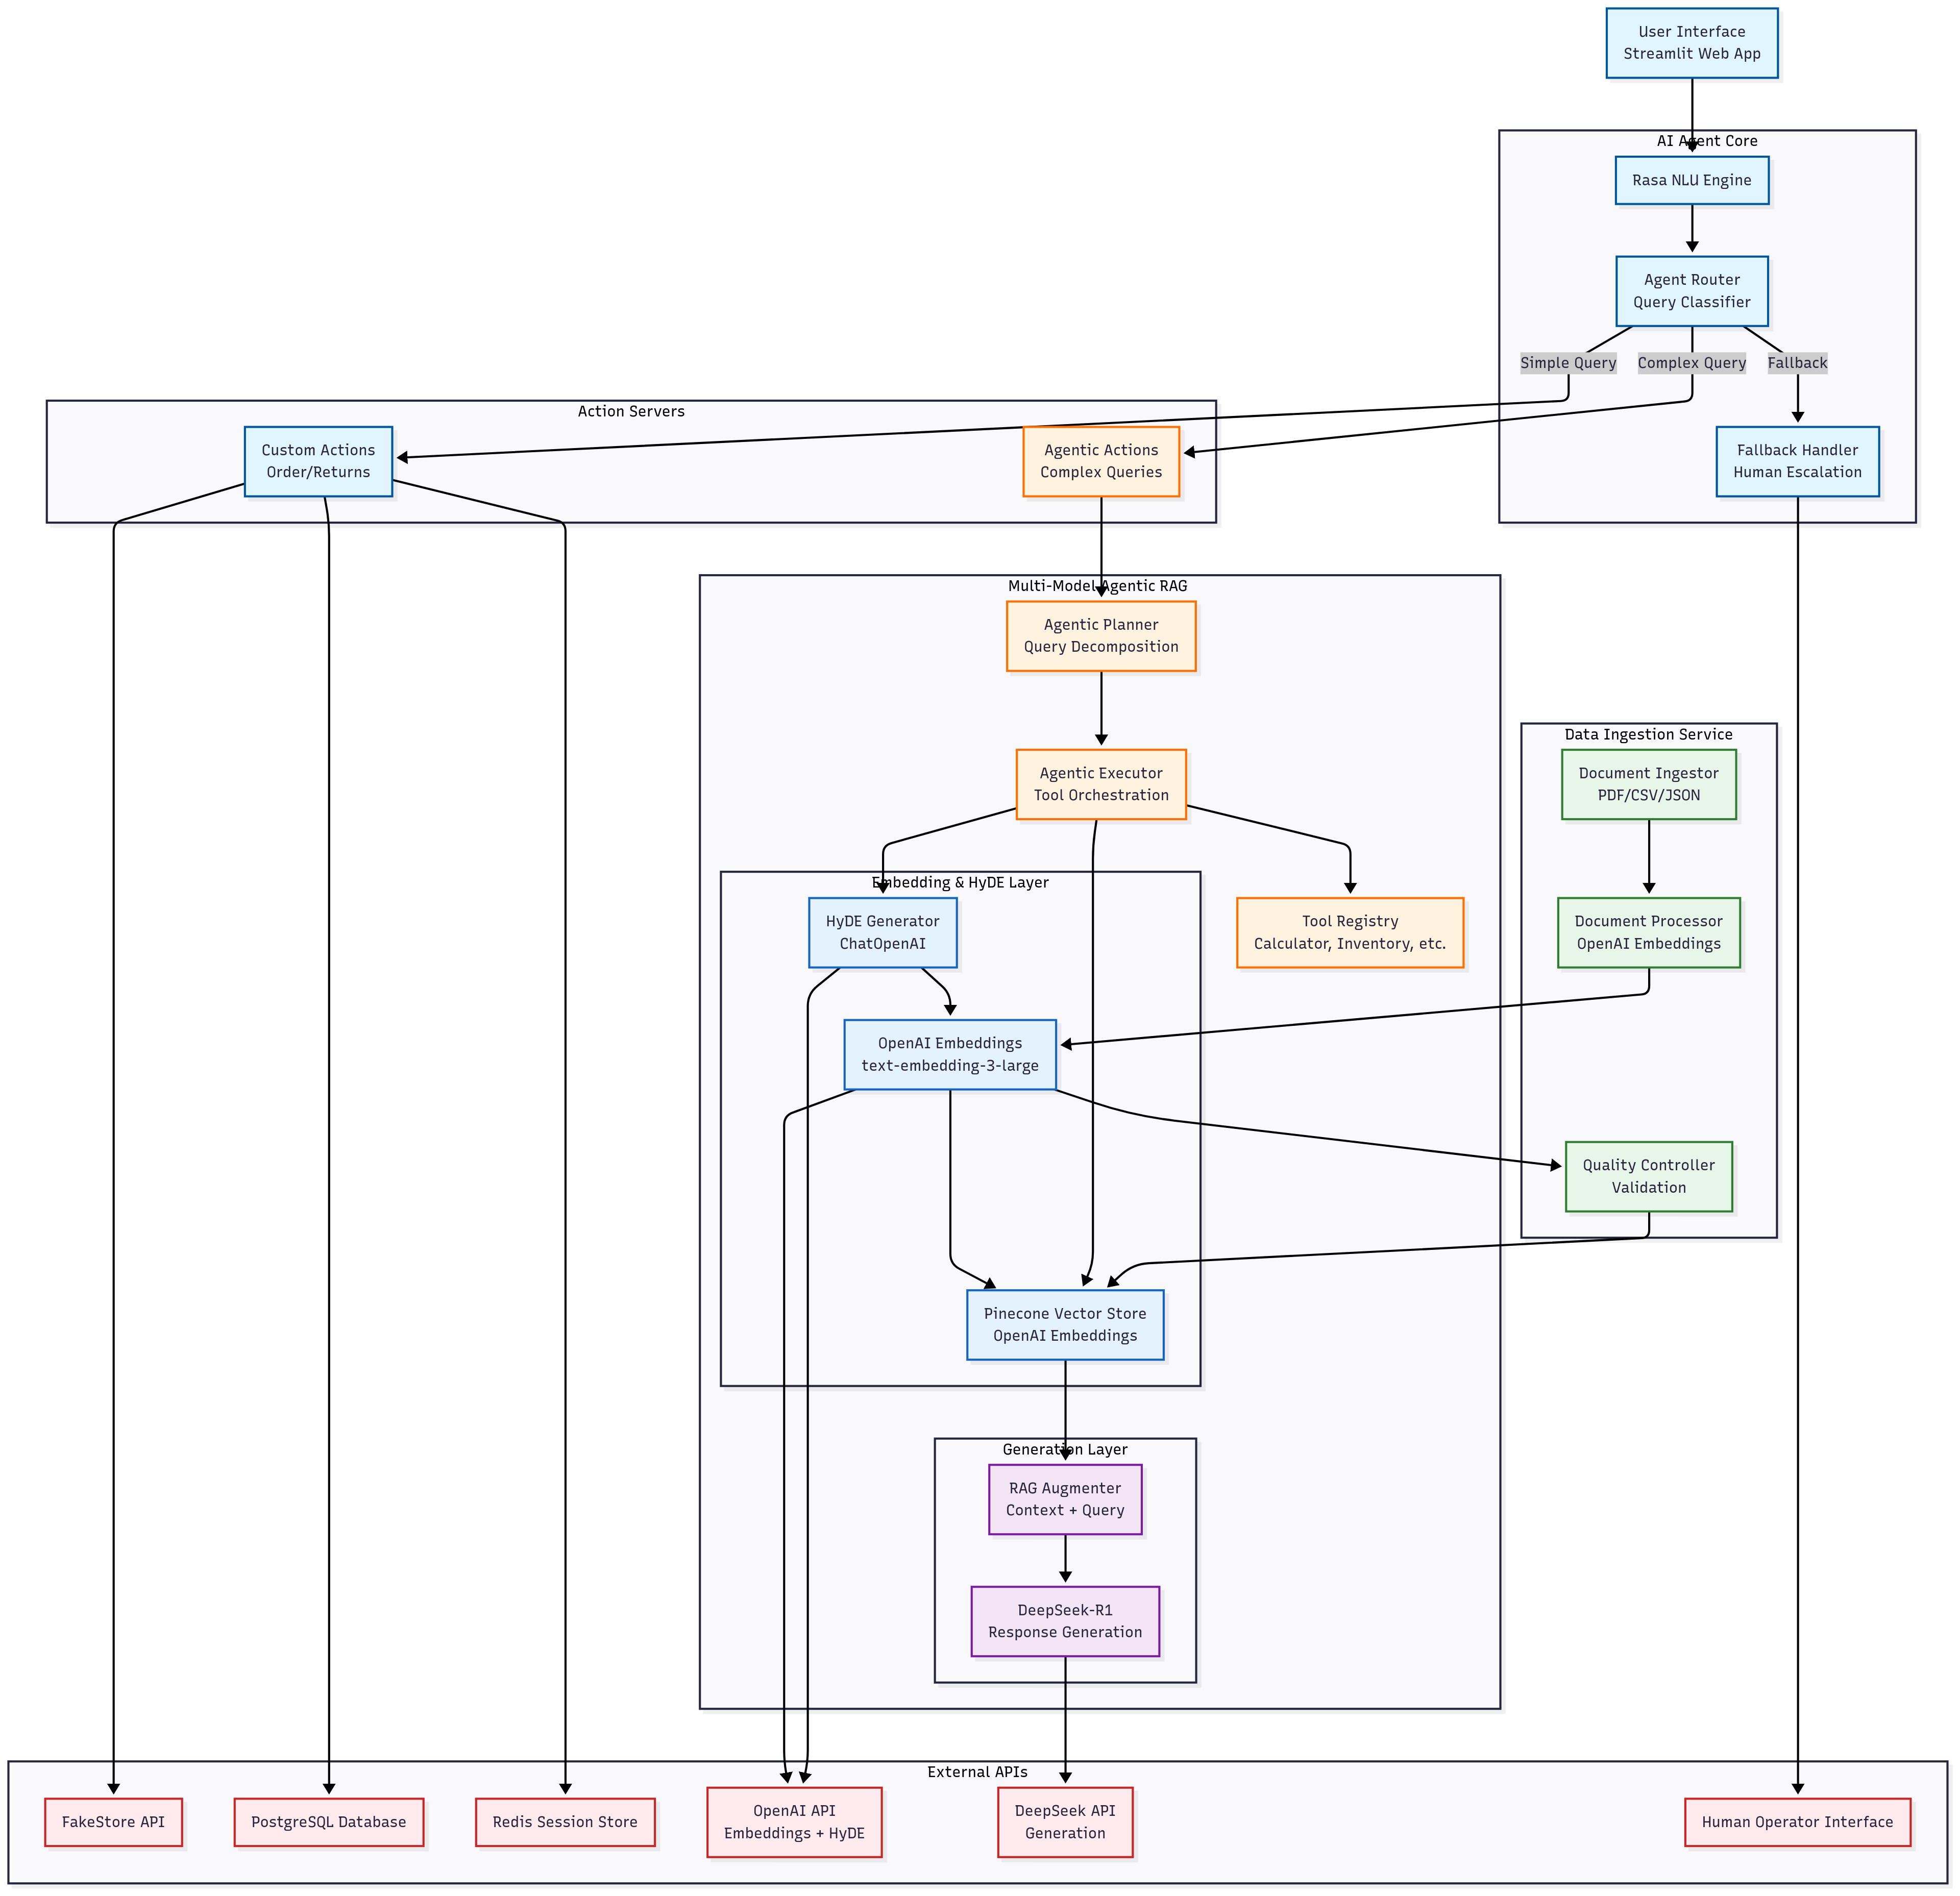 User Interface
Streamlit Web App
AI Agent Core
Rasa NLU Engine
Agent Router
Query Classifier
Simple Query
Complex Query
Fallback
Action Servers
Custom Actions
Order/Returns
Agentic Actions
Complex Queries
Fallback Handler
Human Escalation
Multi-Model Agentic RAG
Agentic Planner
Query Decomposition
Data Ingestion Service
Agentic Executor
Tool Orchestration
Document Ingestor
PDF/CSV/JSON
Embedding & HyDE Layer
HyDE Generator
ChatOpenAI
Tool Registry
Calculator, Inventory, etc.
Document Processor
OpenAI Embeddings
OpenAI Embeddings
text-embedding-3-large
Quality Controller
Validation
Pinecone Vector Store
OpenAI Embeddings
Generation Layer
RAG Augmenter
Context + Query
DeepSeek-R1
Response Generation
External APIs
FakeStore API
PostgreSQL Database
Redis Session Store
OpenAI API
Embeddings + HyDE
DeepSeek API
Generation
Human Operator Interface